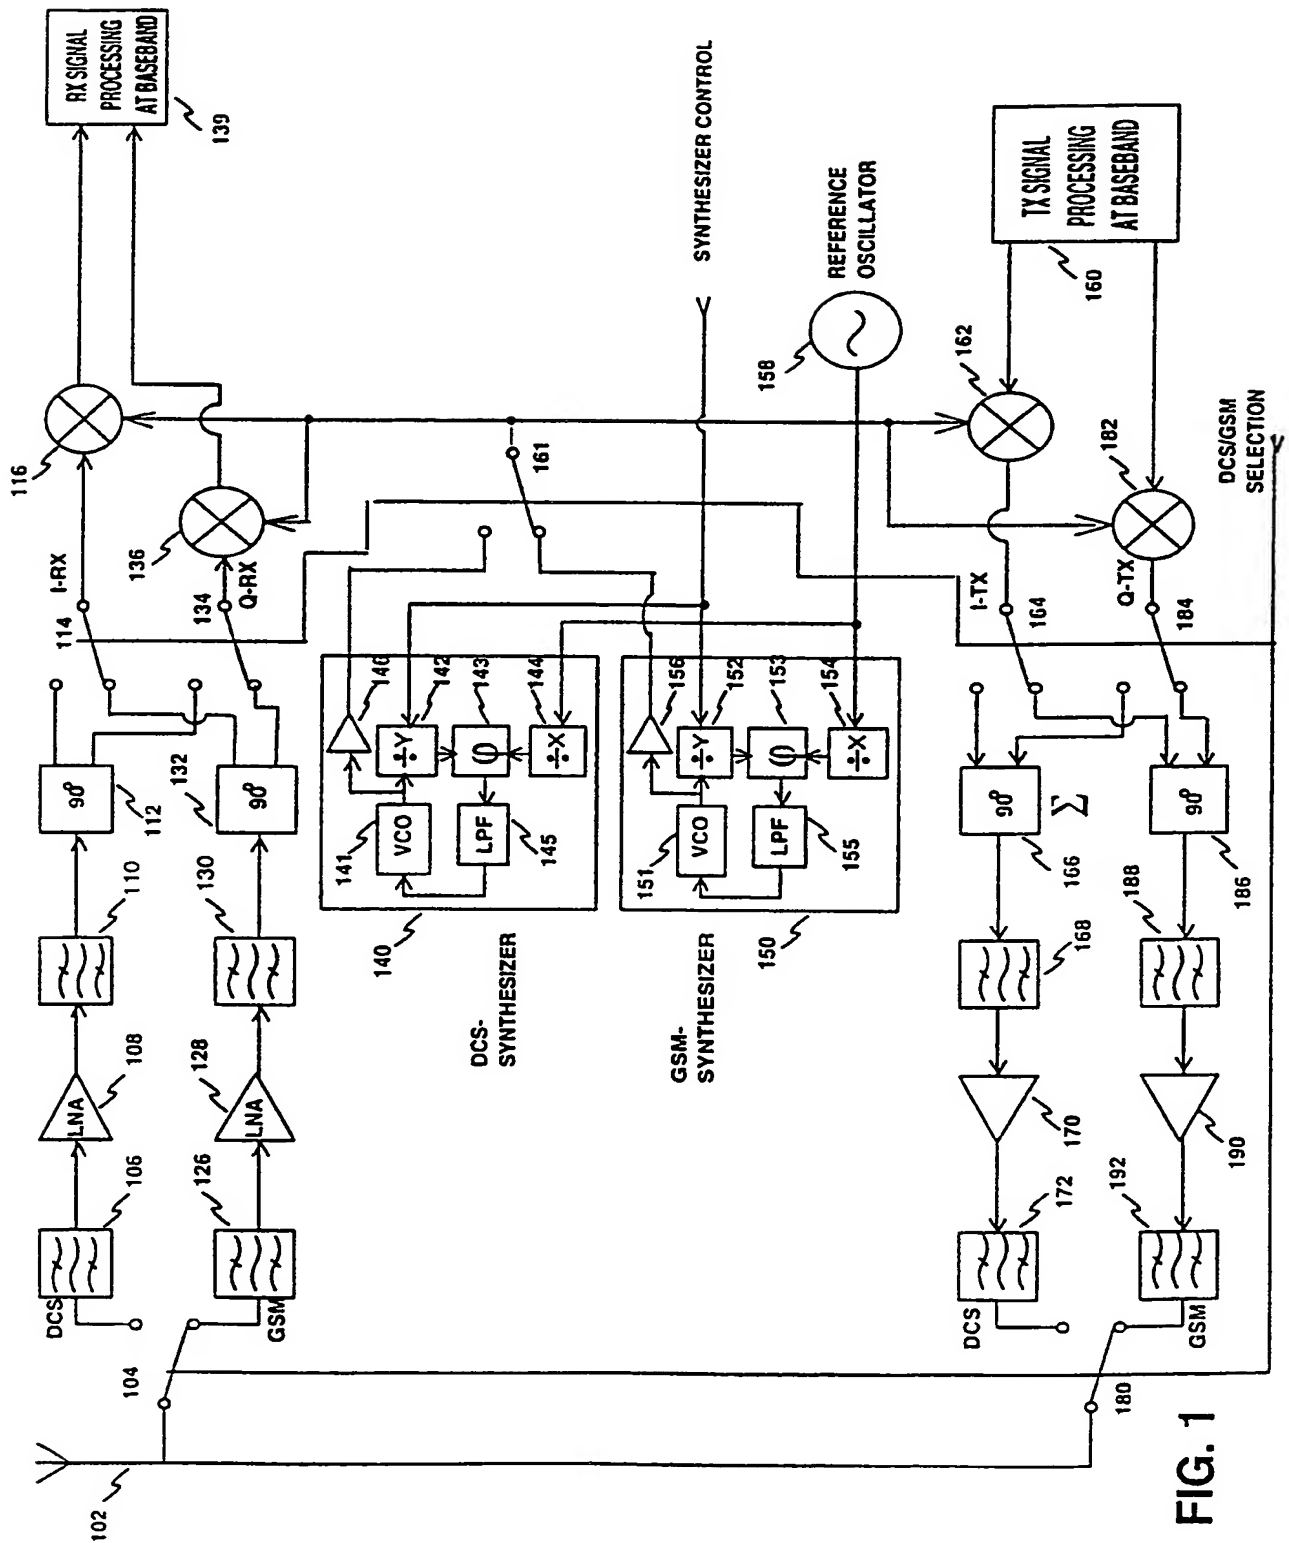 102
104
DCS
106
LNA
108
110
90°
112
114
I-RX
116
RX SIGNAL
PROCESSING
AT BASEBAND
139
GSM
126
LNA
128
130
90°
132
134
Q-RX
136
DCS-
SYNTHESIZER
140
141
VCO
LPF
145
146
÷Y
142
φ
143
÷X
144
161
GSM-
SYNTHESIZER
150
151
VCO
LPF
155
156
÷Y
152
φ
153
÷X
154
SYNTHESIZER CONTROL
REFERENCE
OSCILLATOR
158
TX SIGNAL
PROCESSING
AT BASEBAND
160
162
I-TX
164
90°
Σ
166
168
170
172
DCS
182
Q-TX
184
90°
186
188
190
192
GSM
180
DCS/GSM
SELECTION
FIG. 1